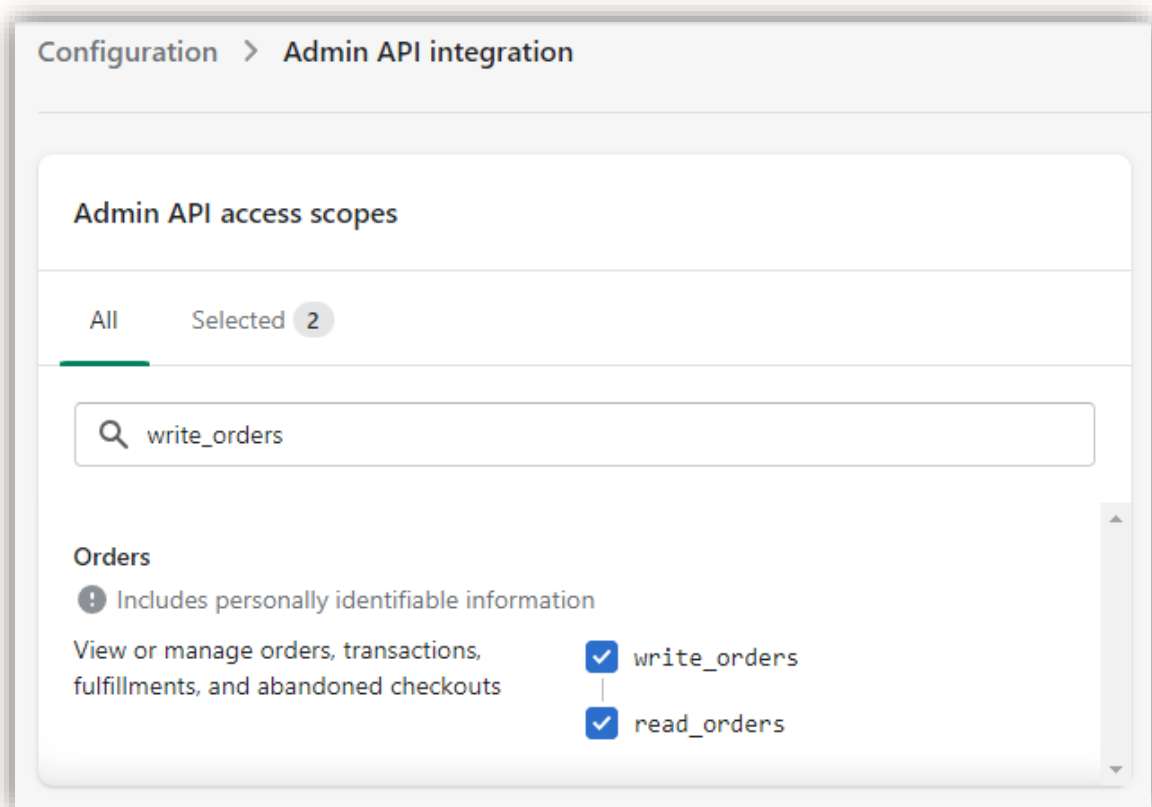 Configuration > Admin API integration
Admin API access scopes
All Selected 2
write_orders
Orders
Includes personally identifiable information
View or manage orders, transactions,
fulfillments, and abandoned checkouts
write_orders
read_orders